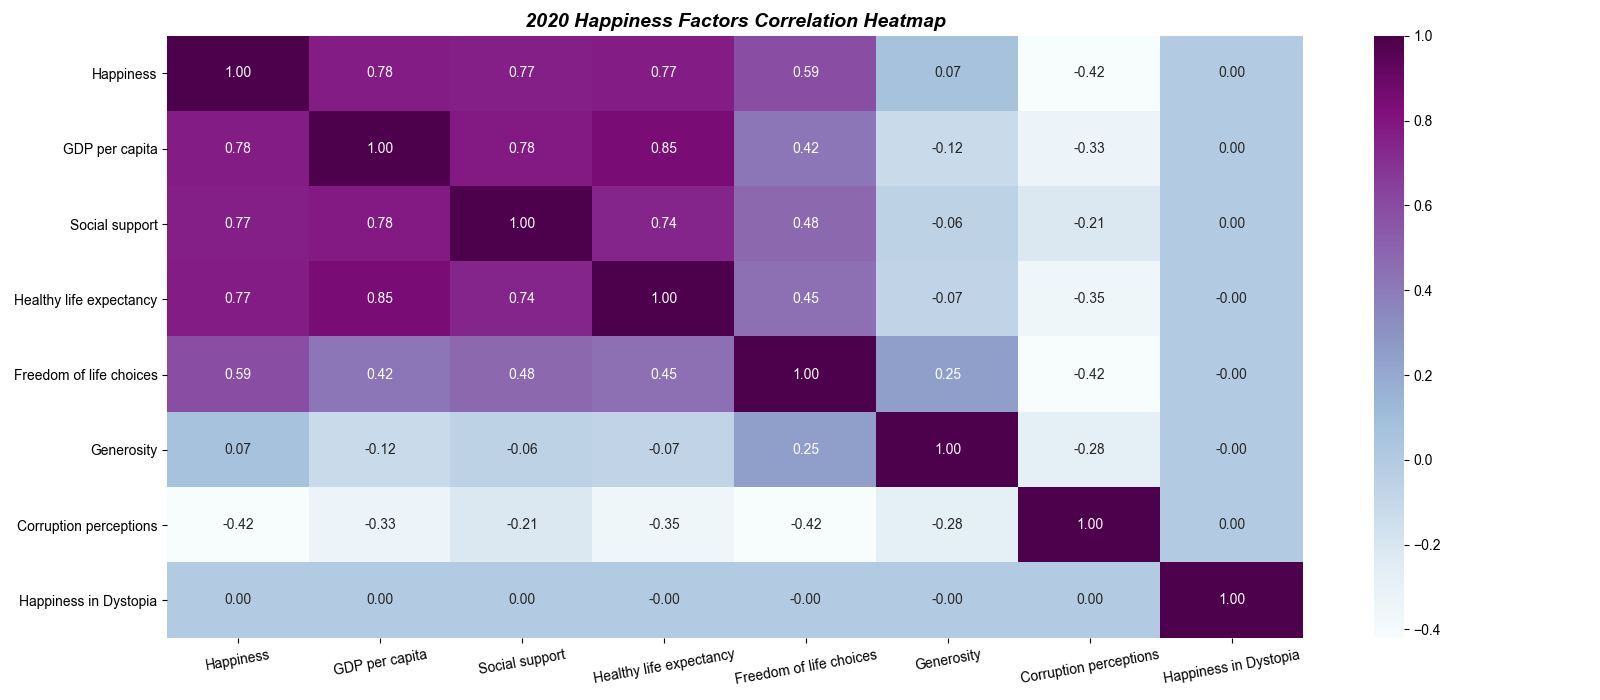 2020 Happiness Factors Correlation Heatmap
Happiness 1.00 0.78 0.77 0.77 0.59 0.07 -0.42 0.00
GDP per capita 0.78 1.00 0.78 0.85 0.42 -0.12 -0.33 0.00
Social support 0.77 0.78 1.00 0.74 0.48 -0.06 -0.21 0.00
Healthy life expectancy 0.77 0.85 0.74 1.00 0.45 -0.07 -0.35 -0.00
Freedom of life choices 0.59 0.42 0.48 0.45 1.00 0.25 -0.42 -0.00
Generosity 0.07 -0.12 -0.06 -0.07 0.25 1.00 -0.28 -0.00
Corruption perceptions -0.42 -0.33 -0.21 -0.35 -0.42 -0.28 1.00 0.00
Happiness in Dystopia 0.00 0.00 0.00 -0.00 -0.00 -0.00 0.00 1.00
Happiness GDP per capita Social support Healthy life expectancy Freedom of life choices Generosity Corruption perceptions Happiness in Dystopia
1.0
0.8
0.6
0.4
0.2
0.0
−0.2
−0.4